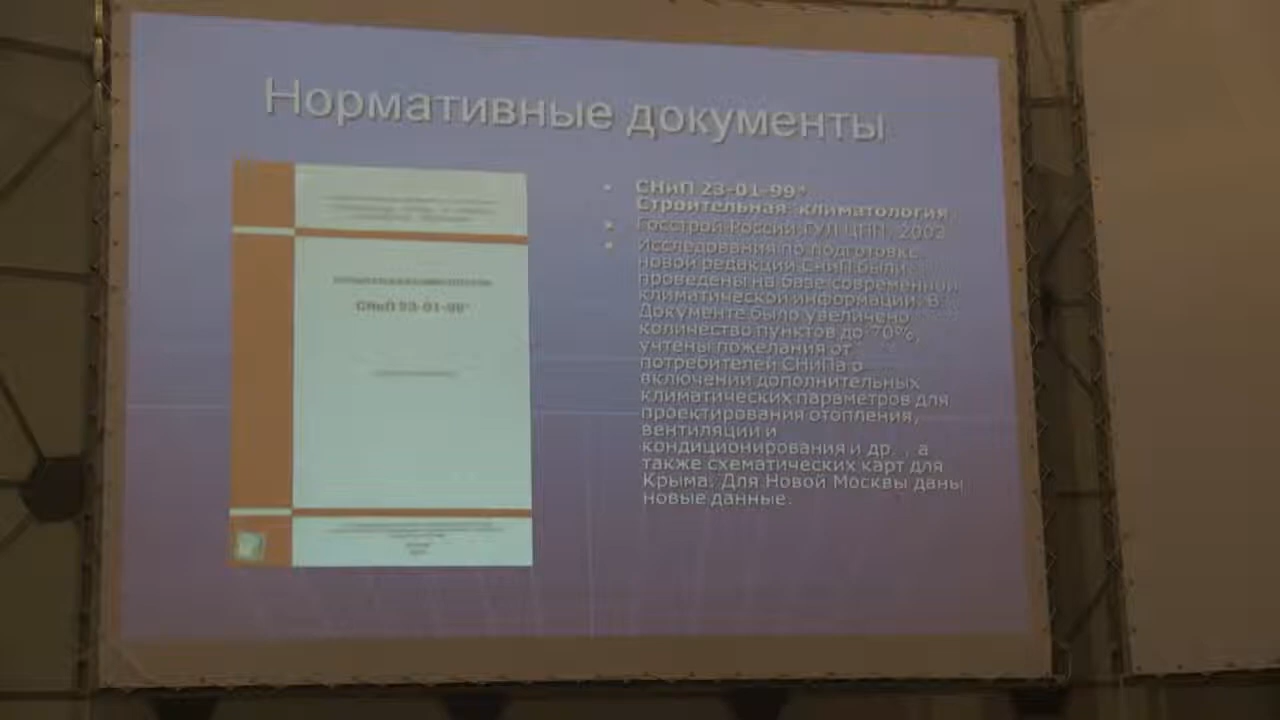 Нормативные документы
СНиП 23-01-99*
СНиП 23-01-99*.
Строительная климатология.
Госстрой России, ГУП ЦПП, 2003
Исследования по подготовке
новой редакции СНиП были
проведены на базе современной
климатической информации. В
Документе было увеличено
количество пунктов до 70%,
учтены пожелания от
потребителей СНИПа о
включении дополнительных
климатических параметров для
проектирования отопления,
вентиляции и
кондиционирования и др. , а
также схематических карт для
Крыма. Для Новой Москвы даны
новые данные.